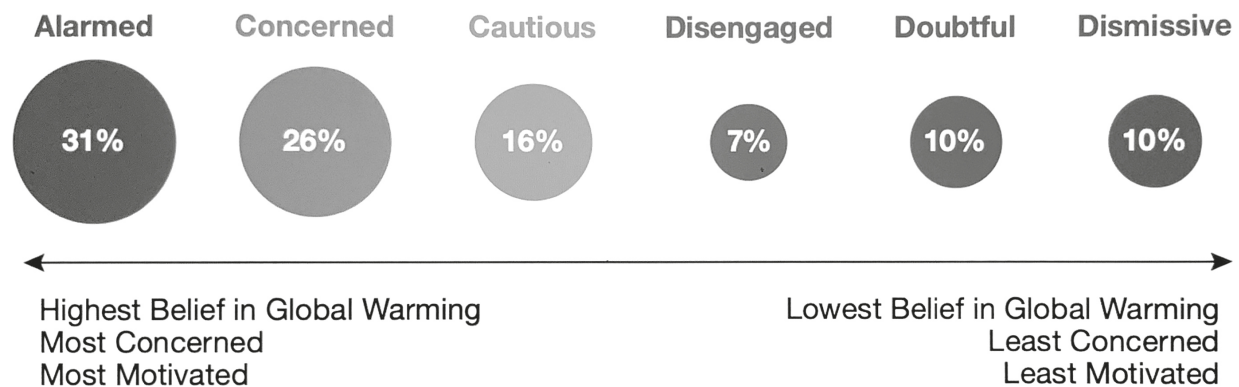 Alarmed Concerned Cautious Disengaged Doubtful Dismissive
31% 26% 16% 7% 10% 10%
Highest Belief in Global Warming
Most Concerned
Most Motivated
Lowest Belief in Global Warming
Least Concerned
Least Motivated